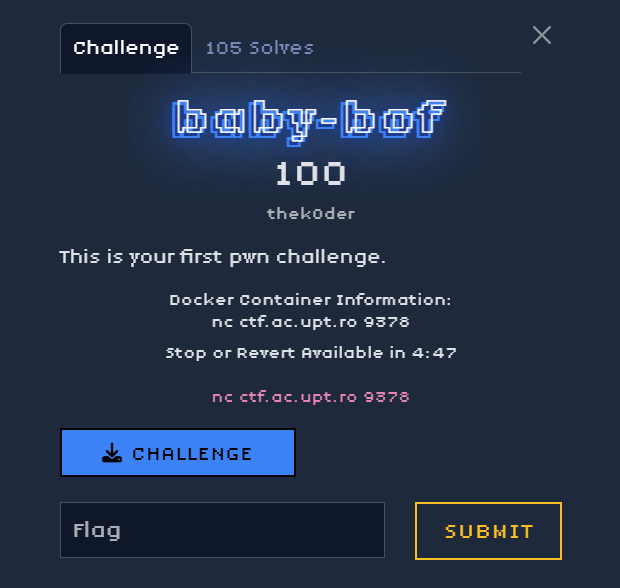 Challenge
105 Solves
baby-bof
100
thek0der
This is your first pwn challenge.
Docker Container Information:
nc ctf.ac.upt.ro 9378
Stop or Revert Available in 4:47
nc ctf.ac.upt.ro 9378
CHALLENGE
Flag
SUBMIT